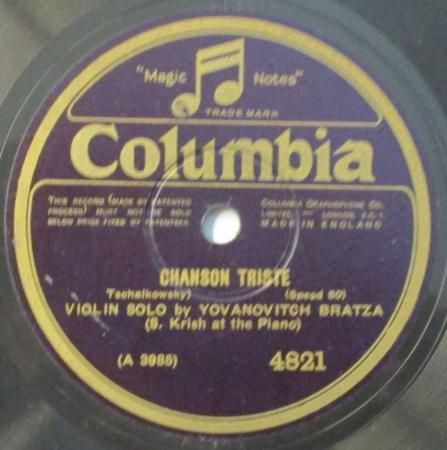 "Magic Notes"
TRADE MARK
Columbia
THIS RECORD (MADE BY PATENTED
PROCESS) MUST NOT BE SOLD
BELOW PRICE FIXED BY PATENTEES.
COLUMBIA GRAPHOPHONE CO.
LIMITED, LONDON, E.C.1.
MADE IN ENGLAND
CHANSON TRISTE
Tschaikowsky) (Speed 80)
VIOLIN SOLO by YOVANOVITCH BRATZA
(S. Krish at the Piano)
(A 3985) 4821